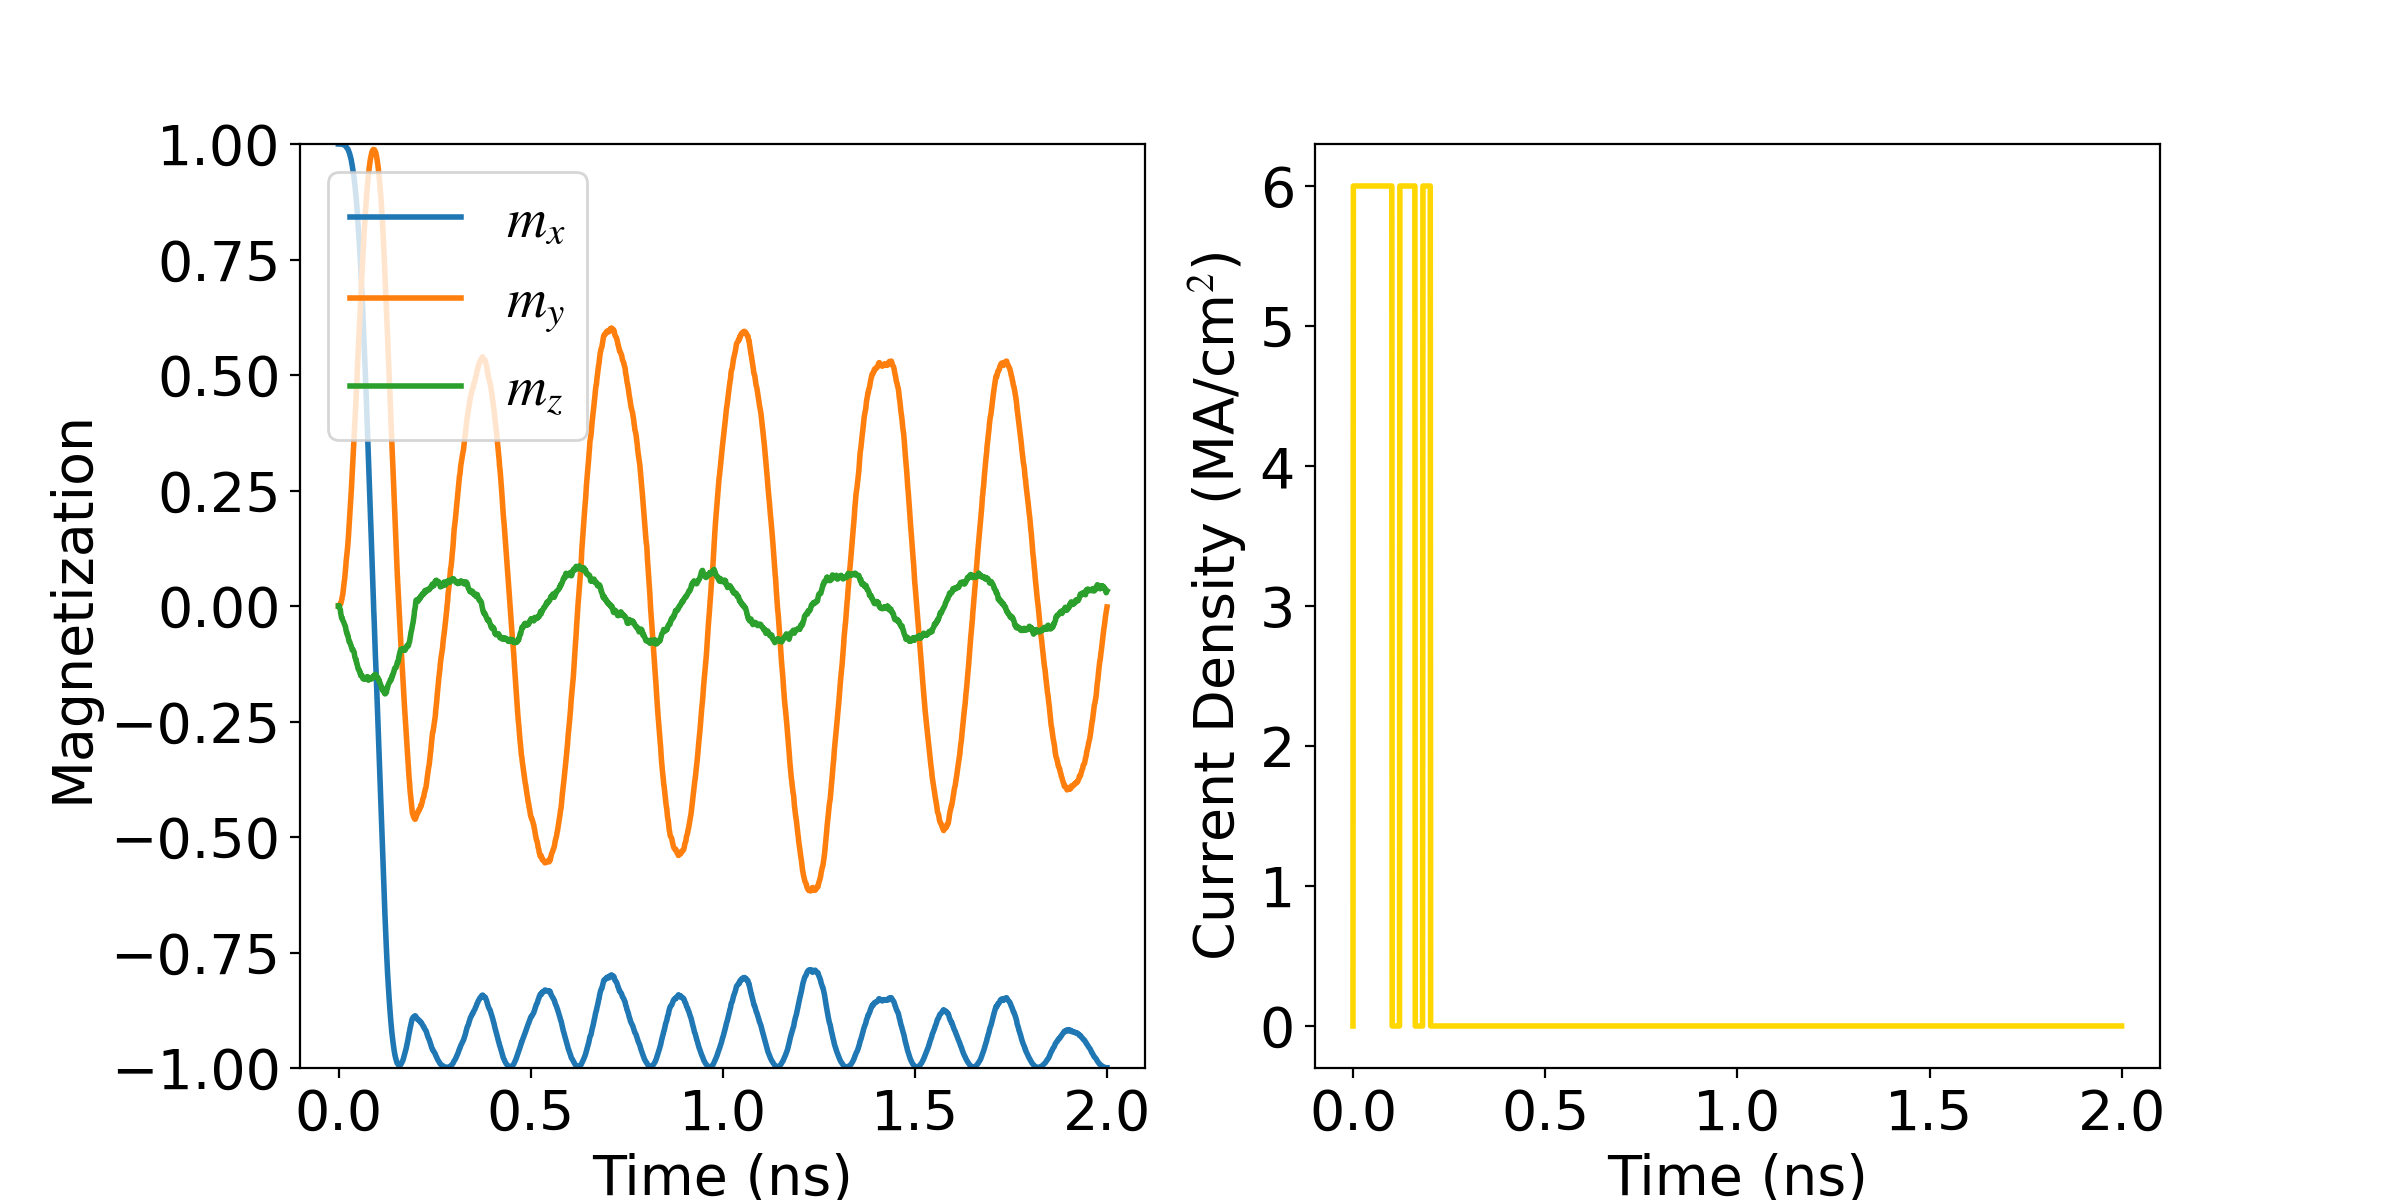 1.00
0.75
0.50
0.25
0.00
−0.25
−0.50
−0.75
−1.00
Magnetization
m_x
m_y
m_z
0.0 0.5 1.0 1.5 2.0
Time (ns)
6
5
4
3
2
1
0
Current Density (MA/cm²)
0.0 0.5 1.0 1.5 2.0
Time (ns)